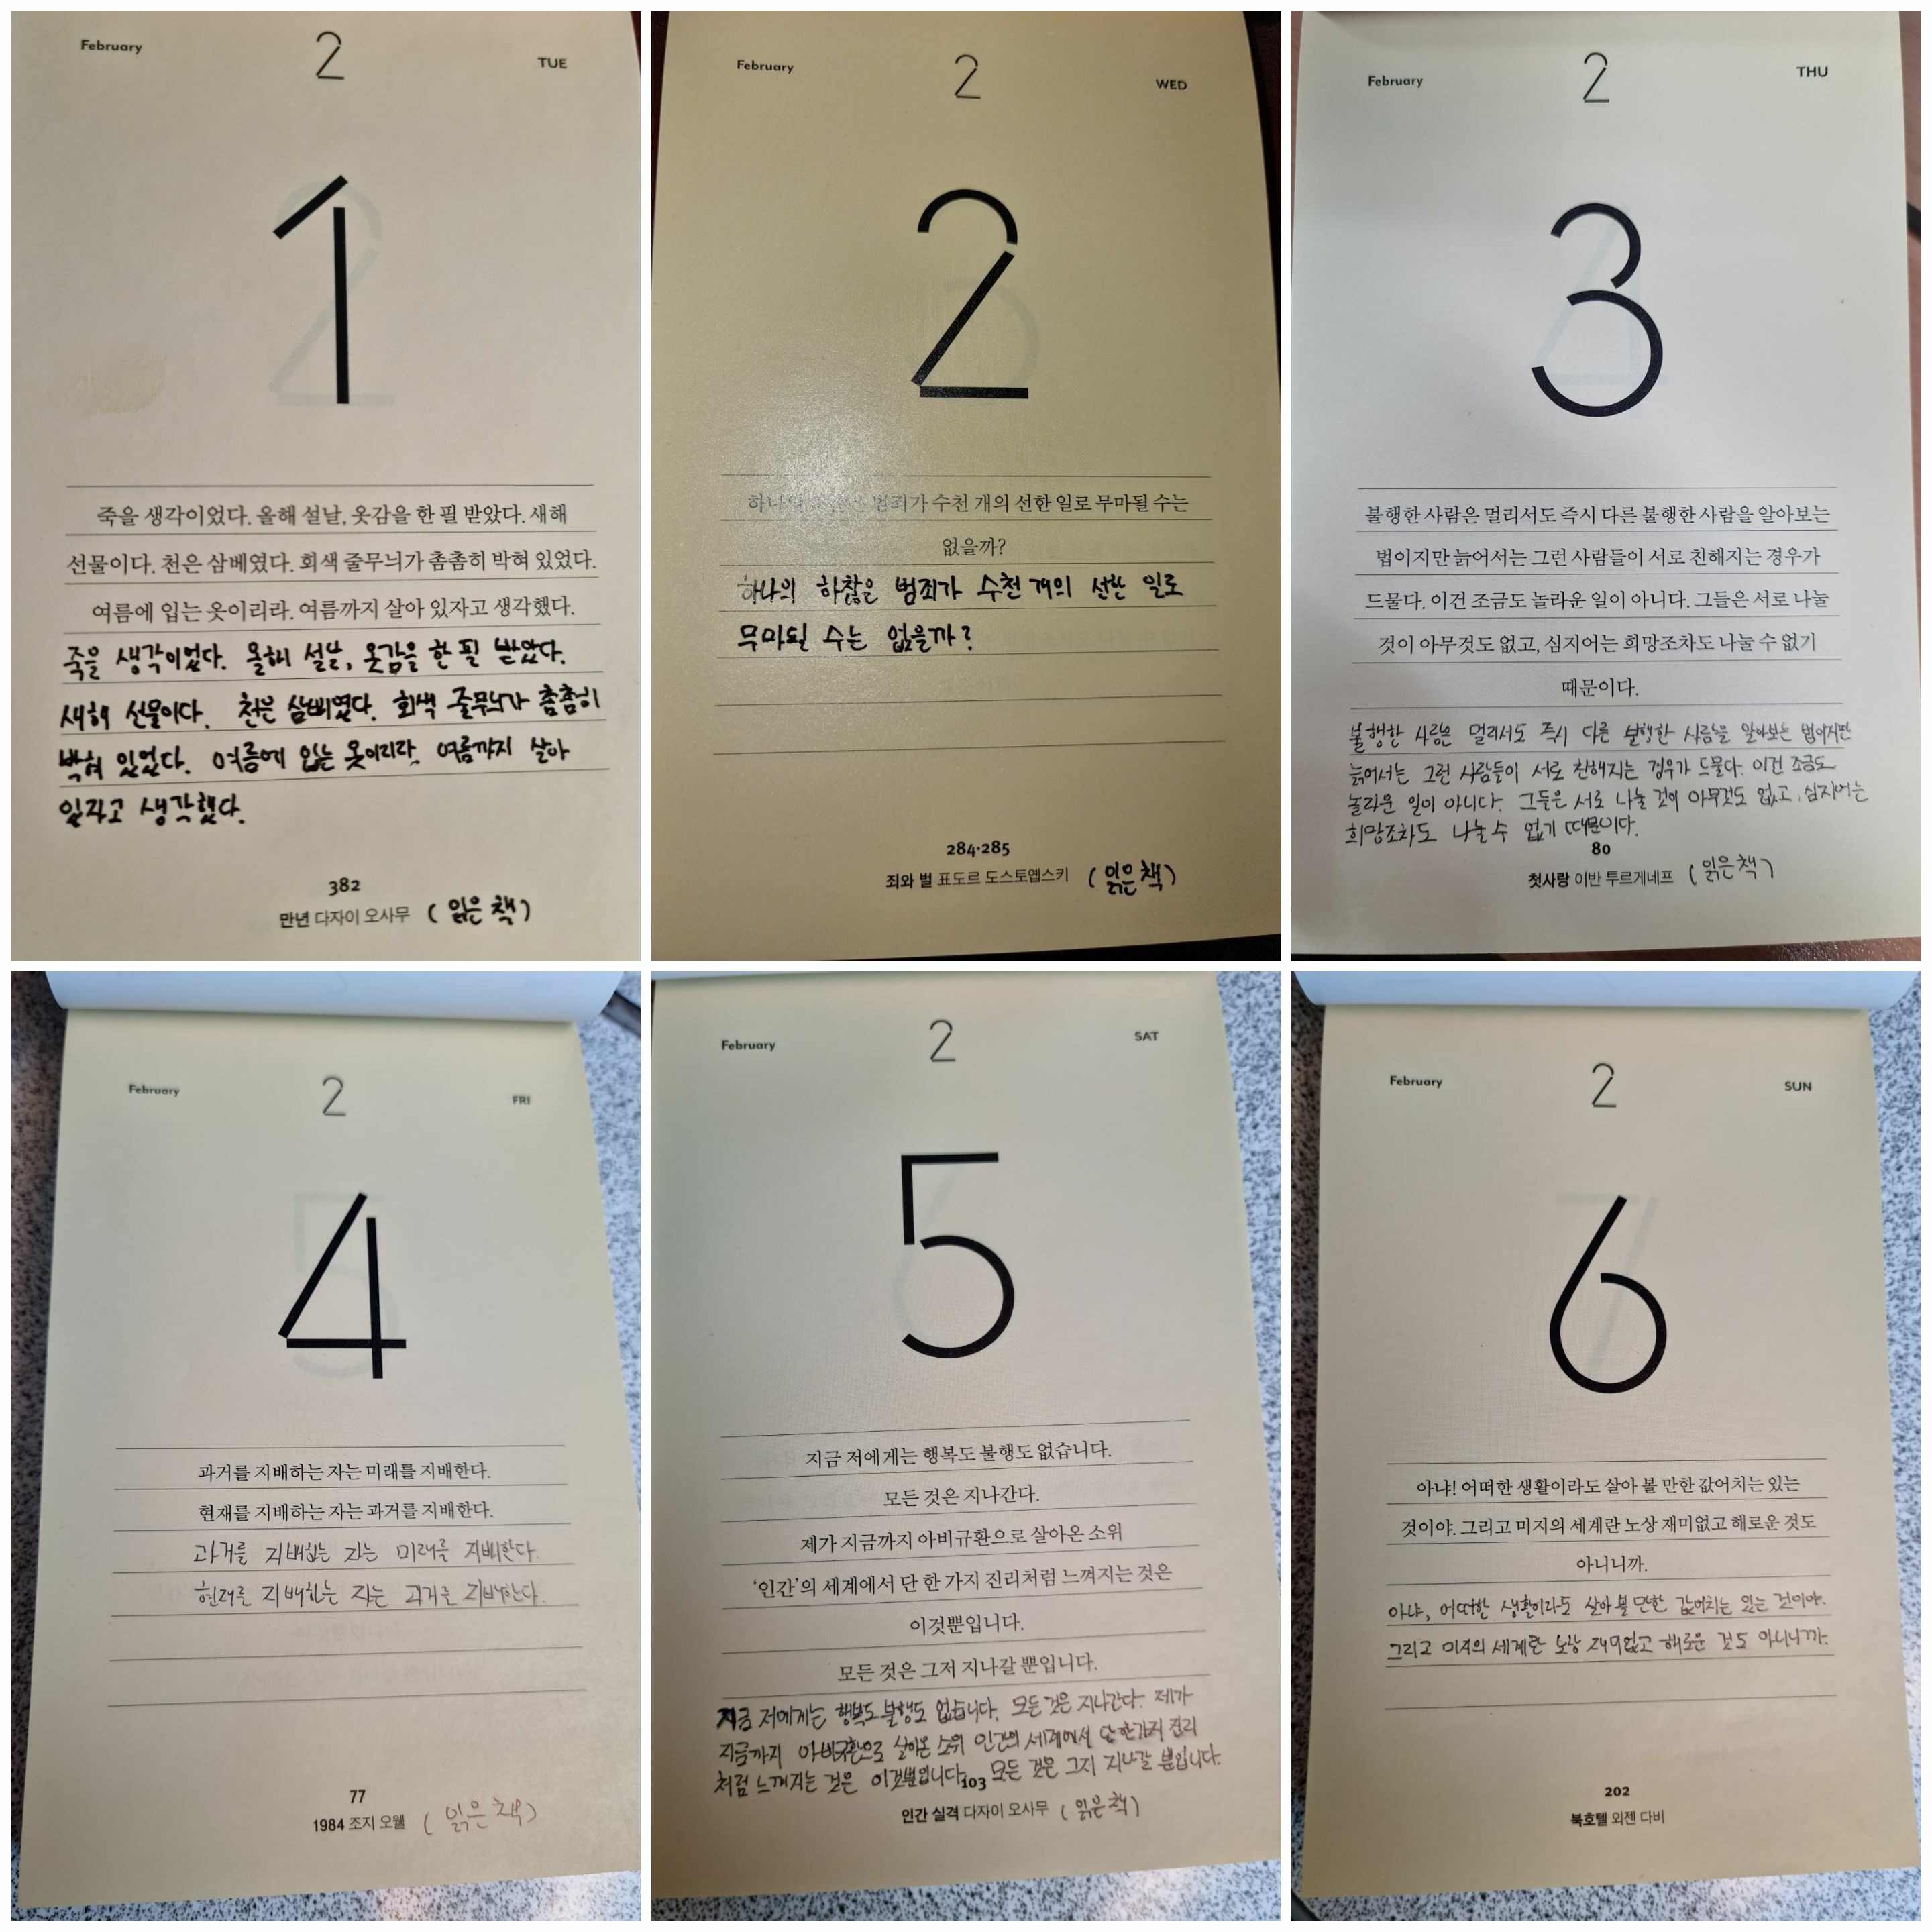 February 2 TUE
1
죽을 생각이었다. 올해 설날, 옷감을 한 필 받았다. 새해
선물이다. 천은 삼베였다. 회색 줄무늬가 촘촘히 박혀 있었다.
여름에 입는 옷이리라. 여름까지 살아 있자고 생각했다.
죽을 생각이었다. 올해 설날, 옷감을 한 필 받았다.
새해 선물이다. 천은 삼베였다. 회색 줄무늬가 촘촘히
박혀 있었다. 여름에 입는 옷이리라. 여름까지 살아
있자고 생각했다.
382
만년 다자이 오사무 (읽은 책)
February 2 WED
2
하나의 범죄가 수천 개의 선한 일로 무마될 수는
없을까?
하나의 하찮은 범죄가 수천 개의 선한 일로
무마될 수는 없을까?
284·285
죄와 벌 표도르 도스토옙스키 (읽은 책)
February 2 THU
3
불행한 사람은 멀리서도 즉시 다른 불행한 사람을 알아보는
법이지만 늙어서는 그런 사람들이 서로 친해지는 경우가
드물다. 이건 조금도 놀라운 일이 아니다. 그들은 서로 나눌
것이 아무것도 없고, 심지어는 희망조차도 나눌 수 없기
때문이다.
불행한 사람은 멀리서도 즉시 다른 불행한 사람을 알아보는 법이지만
늙어서는 그런 사람들이 서로 친해지는 경우가 드물다. 이건 조금도
놀라운 일이 아니다. 그들은 서로 나눌 것이 아무것도 없고, 심지어는
희망조차도 나눌 수 없기 때문이다.
80
첫사랑 이반 투르게네프 (읽은 책)
February 2 FRI
4
과거를 지배하는 자는 미래를 지배한다.
현재를 지배하는 자는 과거를 지배한다.
과거를 지배하는 자는 미래를 지배한다.
현재를 지배하는 자는 과거를 지배한다.
77
1984 조지 오웰 (읽은 책)
February 2 SAT
5
지금 저에게는 행복도 불행도 없습니다.
모든 것은 지나간다.
제가 지금까지 아비규환으로 살아온 소위
‘인간’의 세계에서 단 한 가지 진리처럼 느껴지는 것은
이것뿐입니다.
모든 것은 그저 지나갈 뿐입니다.
지금 저에게는 행복도 불행도 없습니다. 모든 것은 지나간다. 제가
지금까지 아비규환으로 살아온 소위 인간의 세계에서 단 한가지 진리
처럼 느껴지는 것은 이것뿐입니다. 모든 것은 그저 지나갈 뿐입니다.
103
인간 실격 다자이 오사무 (읽은 책)
February 2 SUN
6
아냐! 어떠한 생활이라도 살아 볼 만한 값어치는 있는
것이야. 그리고 미지의 세계란 노상 재미없고 해로운 것도
아니니까.
아냐, 어떠한 생활이라도 살아 볼 만한 값어치는 있는 것이야.
그리고 미지의 세계란 노상 재미없고 해로운 것도 아니니까.
202
북호텔 외젠 다비